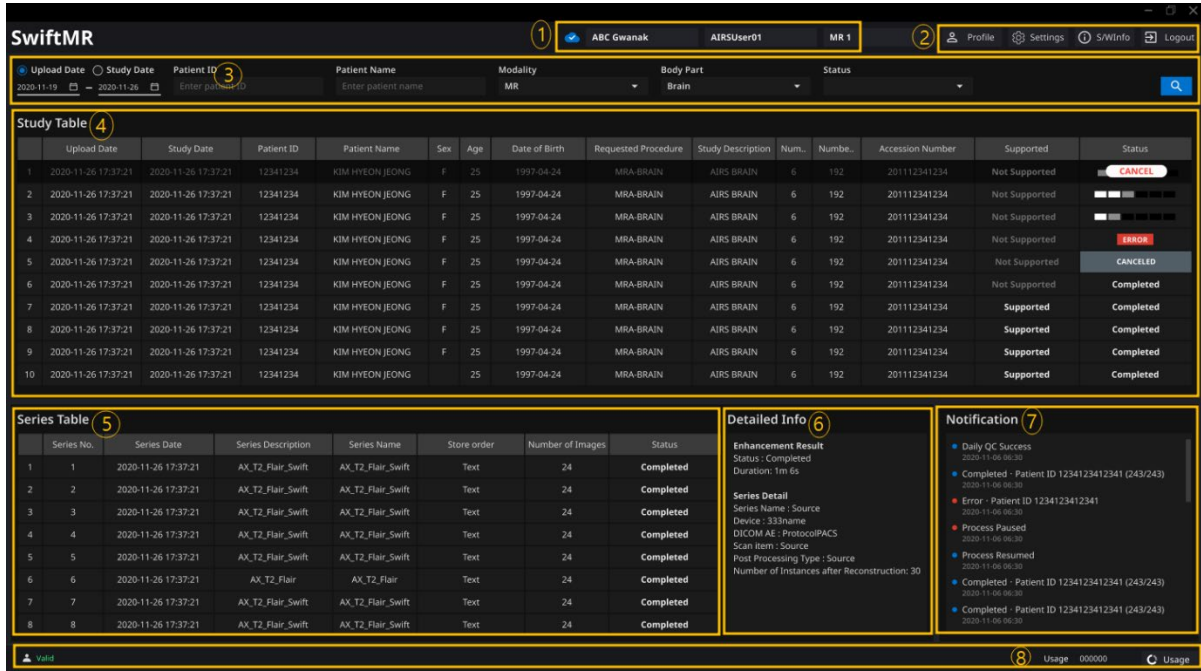 SwiftMR
1 ABC Gwanak AIRSUser01 MR 1 2 Profile Settings S/WInfo Logout
Upload Date Study Date Patient ID Patient Name Modality Body Part Status
3
2020-11-19 – 2020-11-26 Enter patient ID Enter patient name MR Brain
Study Table 4
Upload Date Study Date Patient ID Patient Name Sex Age Date of Birth Requested Procedure Study Description Num.. Numbe.. Accession Number Supported Status
1 2020-11-26 17:37:21 2020-11-26 17:37:21 12341234 KIM HYEON JEONG F 25 1997-04-24 MRA-BRAIN AIRS BRAIN 6 192 201112341234 Not Supported CANCEL
2 2020-11-26 17:37:21 2020-11-26 17:37:21 12341234 KIM HYEON JEONG F 25 1997-04-24 MRA-BRAIN AIRS BRAIN 6 192 201112341234 Not Supported
3 2020-11-26 17:37:21 2020-11-26 17:37:21 12341234 KIM HYEON JEONG F 25 1997-04-24 MRA-BRAIN AIRS BRAIN 6 192 201112341234 Not Supported
4 2020-11-26 17:37:21 2020-11-26 17:37:21 12341234 KIM HYEON JEONG F 25 1997-04-24 MRA-BRAIN AIRS BRAIN 6 192 201112341234 Not Supported ERROR
5 2020-11-26 17:37:21 2020-11-26 17:37:21 12341234 KIM HYEON JEONG F 25 1997-04-24 MRA-BRAIN AIRS BRAIN 6 192 201112341234 Not Supported CANCELED
6 2020-11-26 17:37:21 2020-11-26 17:37:21 12341234 KIM HYEON JEONG F 25 1997-04-24 MRA-BRAIN AIRS BRAIN 6 192 201112341234 Not Supported Completed
7 2020-11-26 17:37:21 2020-11-26 17:37:21 12341234 KIM HYEON JEONG F 25 1997-04-24 MRA-BRAIN AIRS BRAIN 6 192 201112341234 Supported Completed
8 2020-11-26 17:37:21 2020-11-26 17:37:21 12341234 KIM HYEON JEONG F 25 1997-04-24 MRA-BRAIN AIRS BRAIN 6 192 201112341234 Supported Completed
9 2020-11-26 17:37:21 2020-11-26 17:37:21 12341234 KIM HYEON JEONG F 25 1997-04-24 MRA-BRAIN AIRS BRAIN 6 192 201112341234 Supported Completed
10 2020-11-26 17:37:21 2020-11-26 17:37:21 12341234 KIM HYEON JEONG 25 1997-04-24 MRA-BRAIN AIRS BRAIN 6 192 201112341234 Supported Completed
Series Table 5
Series No. Series Date Series Description Series Name Store order Number of Images Status
1 1 2020-11-26 17:37:21 AX_T2_Flair_Swift AX_T2_Flair_Swift Text 24 Completed
2 2 2020-11-26 17:37:21 AX_T2_Flair_Swift AX_T2_Flair_Swift Text 24 Completed
3 3 2020-11-26 17:37:21 AX_T2_Flair_Swift AX_T2_Flair_Swift Text 24 Completed
4 4 2020-11-26 17:37:21 AX_T2_Flair_Swift AX_T2_Flair_Swift Text 24 Completed
5 5 2020-11-26 17:37:21 AX_T2_Flair_Swift AX_T2_Flair_Swift Text 24 Completed
6 6 2020-11-26 17:37:21 AX_T2_Flair AX_T2_Flair Text 24 Completed
7 7 2020-11-26 17:37:21 AX_T2_Flair_Swift AX_T2_Flair_Swift Text 24 Completed
8 8 2020-11-26 17:37:21 AX_T2_Flair_Swift AX_T2_Flair_Swift Text 24 Completed
Detailed Info 6
Enhancement Result
Status : Completed
Duration: 1m 6s
Series Detail
Series Name : Source
Device : 333name
DICOM AE : ProtocolPACS
Scan item : Source
Post Processing Type : Source
Number of Instances after Reconstruction: 30
Notification 7
Daily QC Success
2020-11-06 06:30
Completed · Patient ID 1234123412341 (243/243)
2020-11-06 06:30
Error · Patient ID 1234123412341
2020-11-06 06:30
Process Paused
2020-11-06 06:30
Process Resumed
2020-11-06 06:30
Completed · Patient ID 1234123412341 (243/243)
2020-11-06 06:30
Completed · Patient ID 1234123412341 (243/243)
2020-11-06 06:30
Valid 8 Usage 000000 Usage